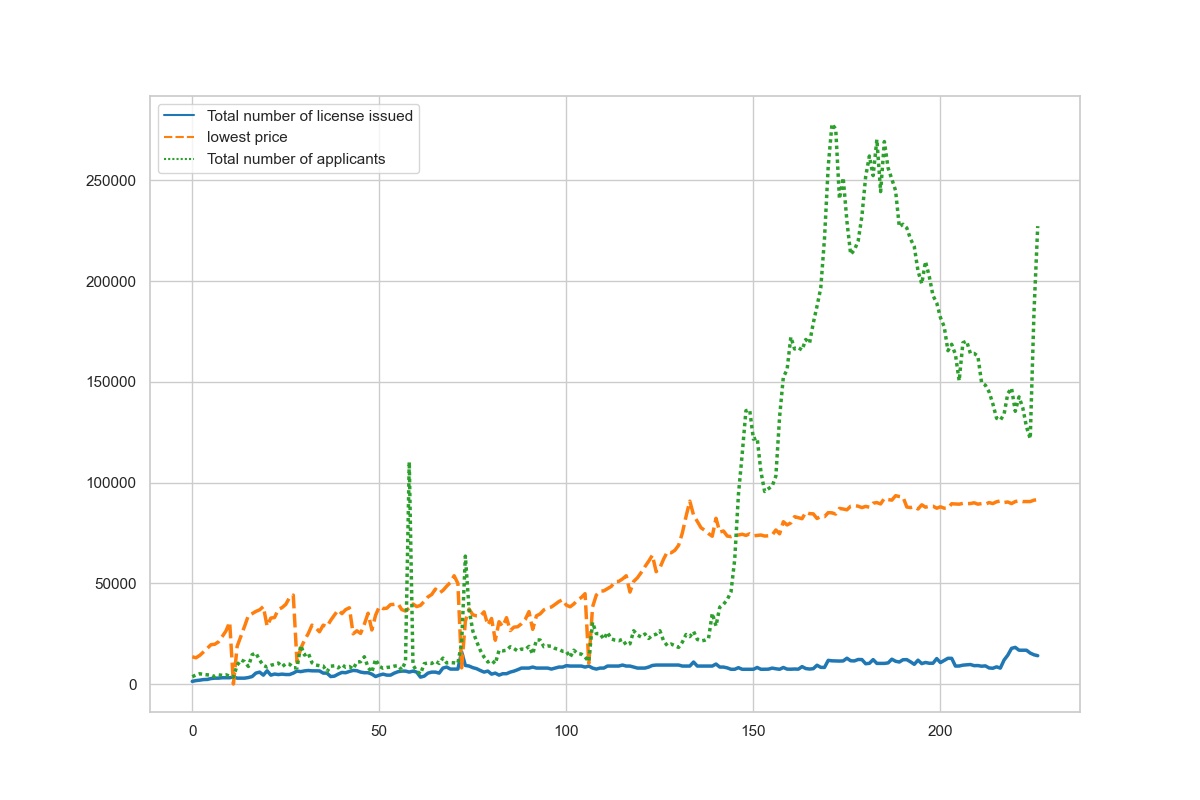 Total number of license issued
lowest price
Total number of applicants
250000
200000
150000
100000
50000
0
0 50 100 150 200